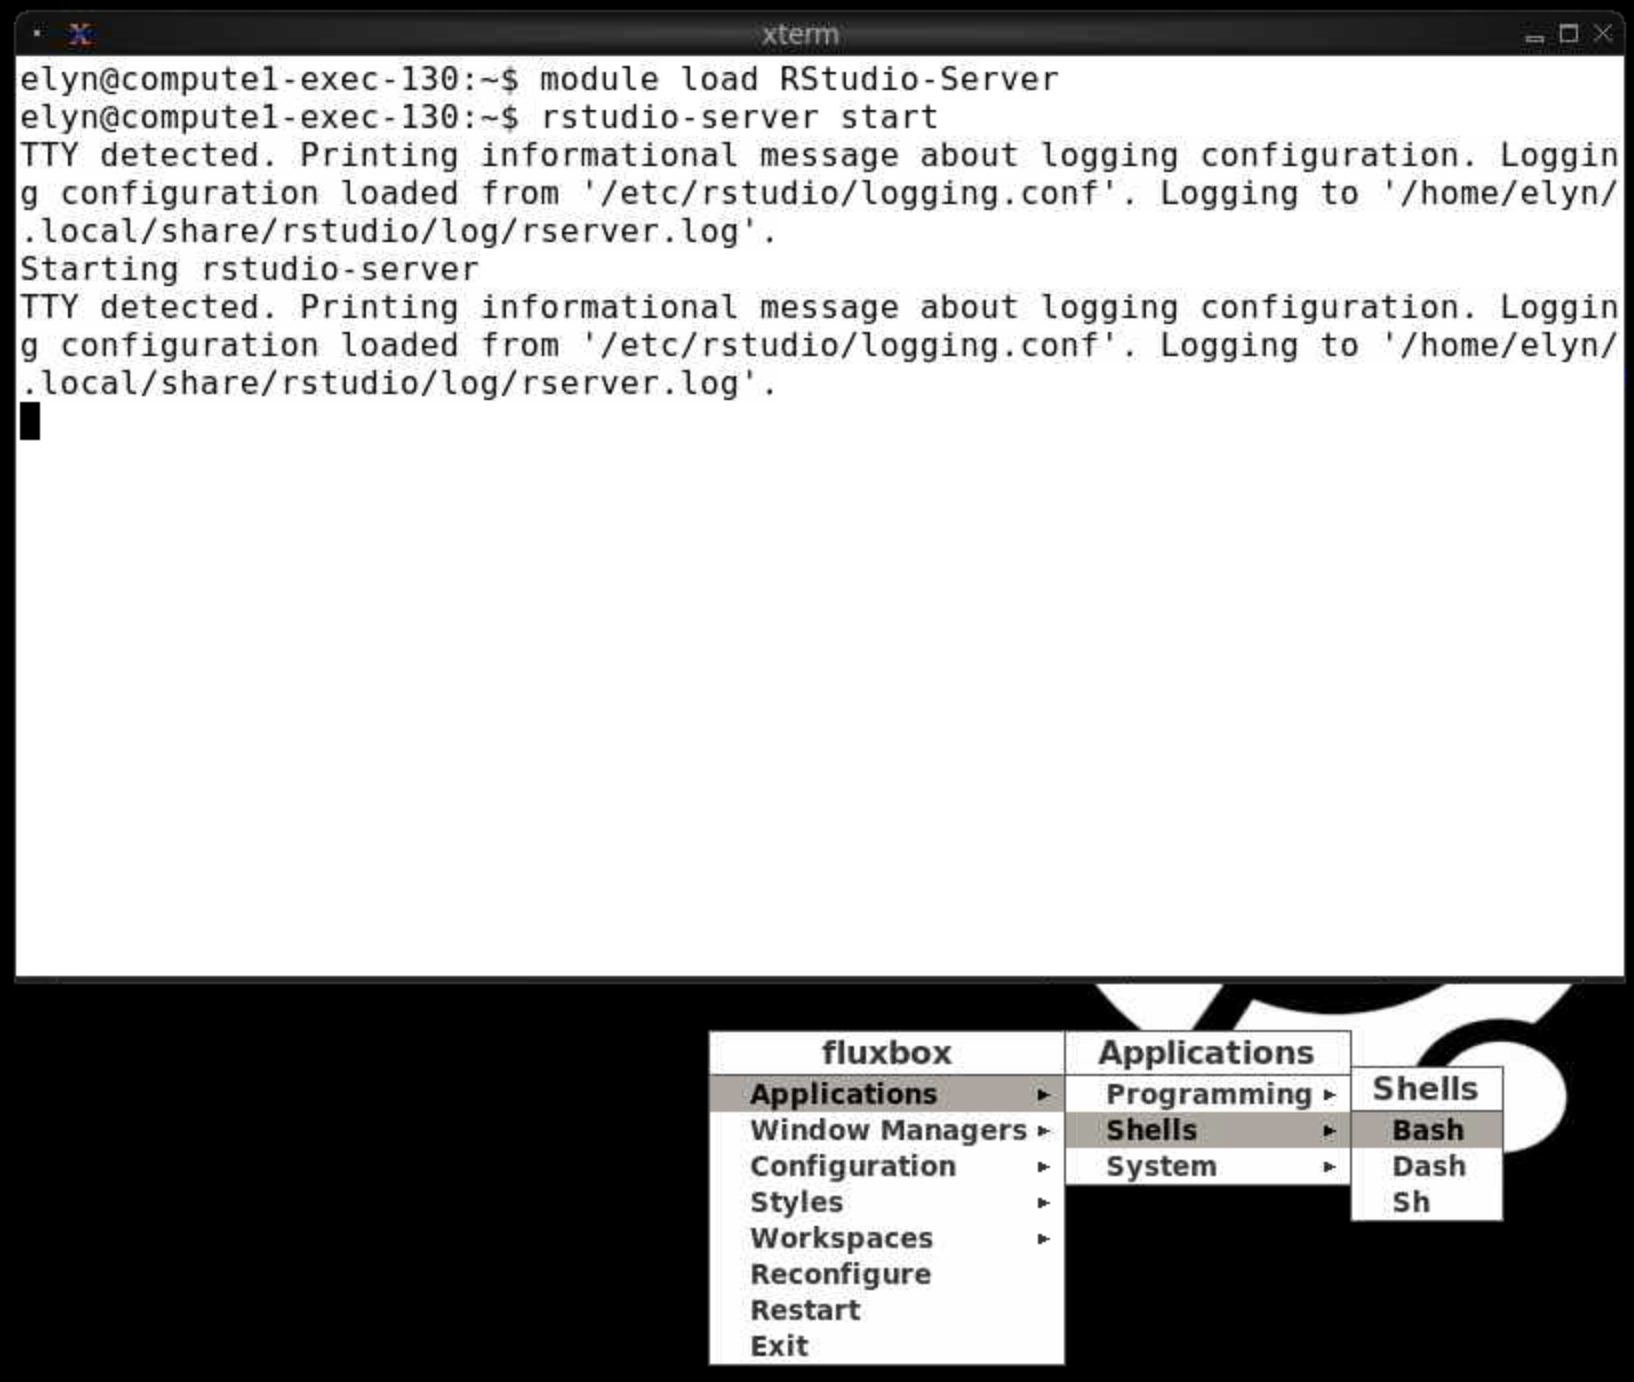 xterm
elyn@compute1-exec-130:~$ module load RStudio-Server
elyn@compute1-exec-130:~$ rstudio-server start
TTY detected. Printing informational message about logging configuration. Loggin
g configuration loaded from '/etc/rstudio/logging.conf'. Logging to '/home/elyn/
.local/share/rstudio/log/rserver.log'.
Starting rstudio-server
TTY detected. Printing informational message about logging configuration. Loggin
g configuration loaded from '/etc/rstudio/logging.conf'. Logging to '/home/elyn/
.local/share/rstudio/log/rserver.log'.
fluxbox
Applications
Window Managers
Configuration
Styles
Workspaces
Reconfigure
Restart
Exit
Applications
Programming
Shells
System
Shells
Bash
Dash
Sh